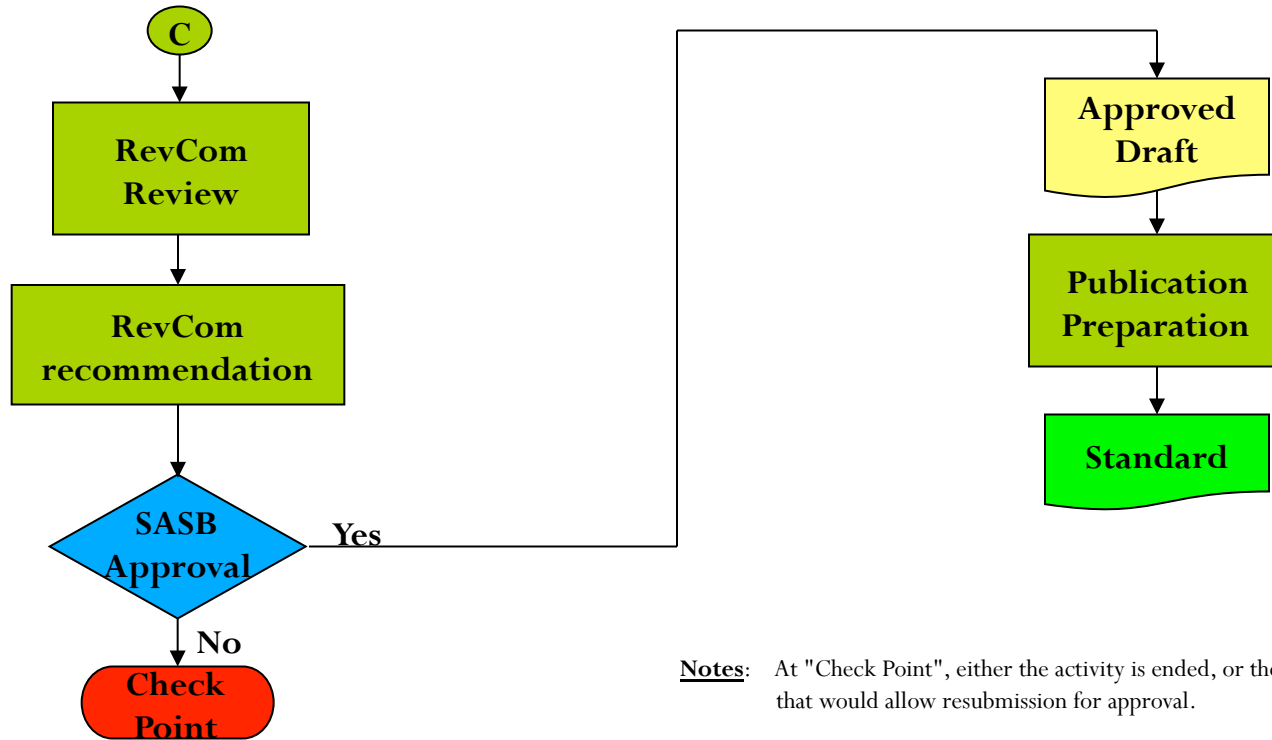 C
RevCom
Review
RevCom
recommendation
SASB
Approval
Yes
No
Check
Point
Approved
Draft
Publication
Preparation
Standard
Notes: At "Check Point", either the activity is ended, or the
that would allow resubmission for approval.